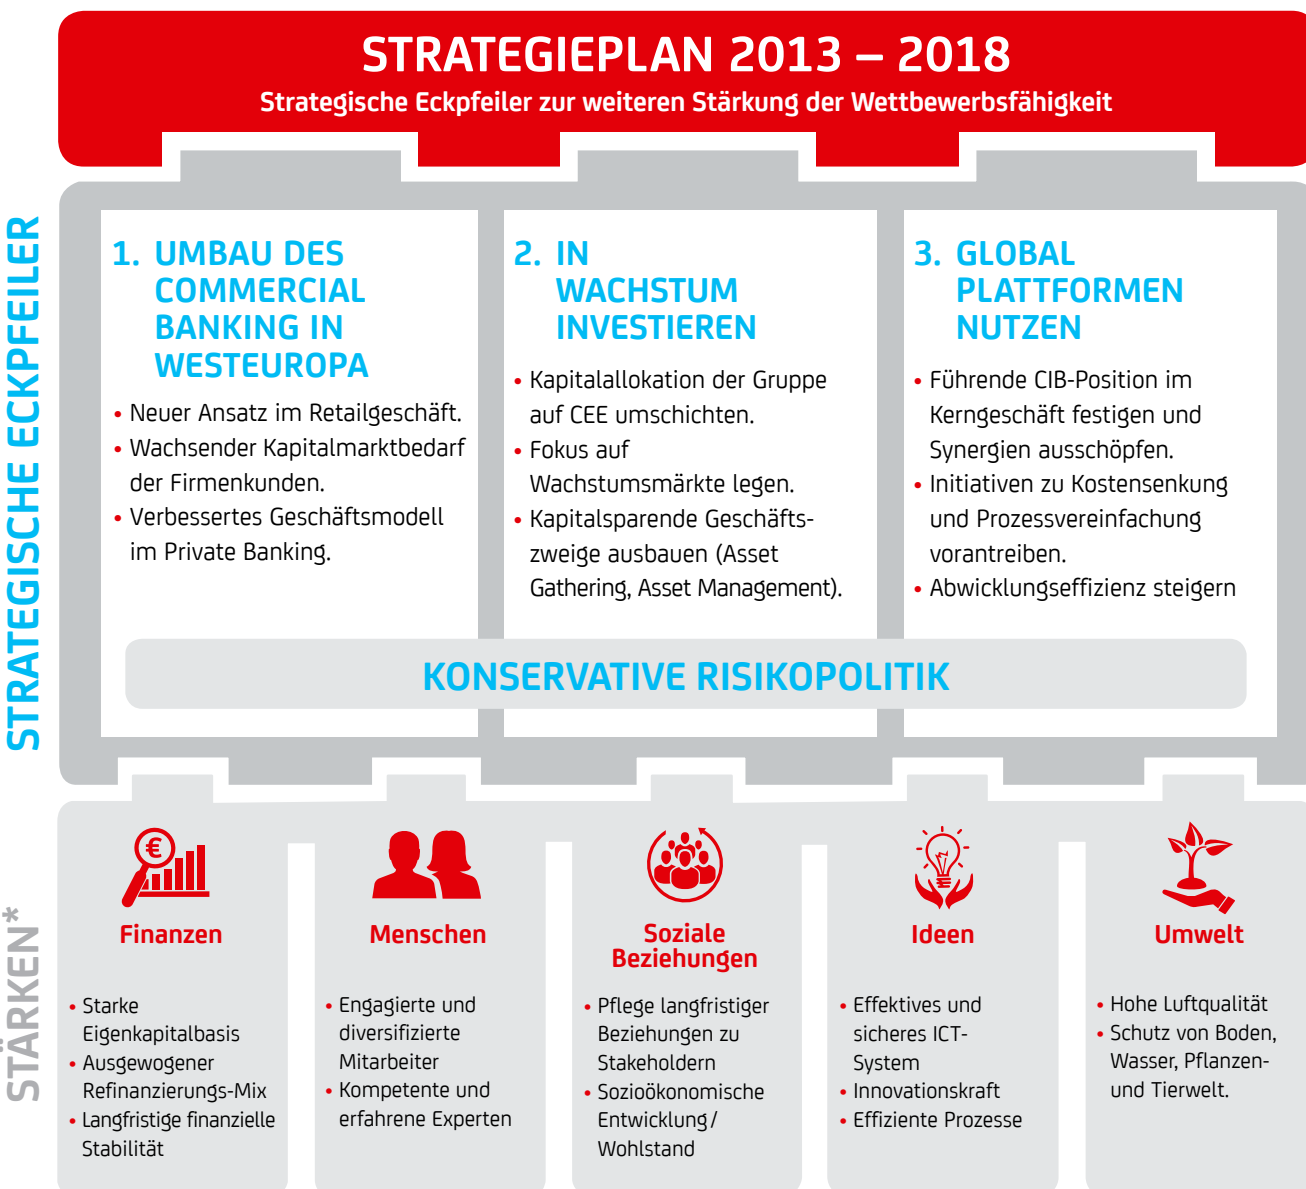 STRATEGIEPLAN 2013 – 2018
Strategische Eckpfeiler zur weiteren Stärkung der Wettbewerbsfähigkeit
STRATEGISCHE ECKPFEILER
1. UMBAU DES
COMMERCIAL
BANKING IN
WESTEUROPA
• Neuer Ansatz im Retailgeschäft.
• Wachsender Kapitalmarktbedarf
der Firmenkunden.
• Verbessertes Geschäftsmodell
im Private Banking.
2. IN
WACHSTUM
INVESTIEREN
• Kapitalallokation der Gruppe
auf CEE umschichten.
• Fokus auf
Wachstumsmärkte legen.
• Kapitalsparende Geschäfts-
zweige ausbauen (Asset
Gathering, Asset Management).
3. GLOBAL
PLATTFORMEN
NUTZEN
• Führende CIB-Position im
Kerngeschäft festigen und
Synergien ausschöpfen.
• Initiativen zu Kostensenkung
und Prozessvereinfachung
vorantreiben.
• Abwicklungseffizienz steigern
KONSERVATIVE RISIKOPOLITIK
STÄRKEN*
€
Finanzen
• Starke
Eigenkapitalbasis
• Ausgewogener
Refinanzierungs-Mix
• Langfristige finanzielle
Stabilität
Menschen
• Engagierte und
diversifizierte
Mitarbeiter
• Kompetente und
erfahrene Experten
Soziale
Beziehungen
• Pflege langfristiger
Beziehungen zu
Stakeholdern
• Sozioökonomische
Entwicklung/
Wohlstand
Ideen
• Effektives und
sicheres ICT-
System
• Innovationskraft
• Effiziente Prozesse
Umwelt
• Hohe Luftqualität
• Schutz von Boden,
Wasser, Pflanzen-
und Tierwelt.